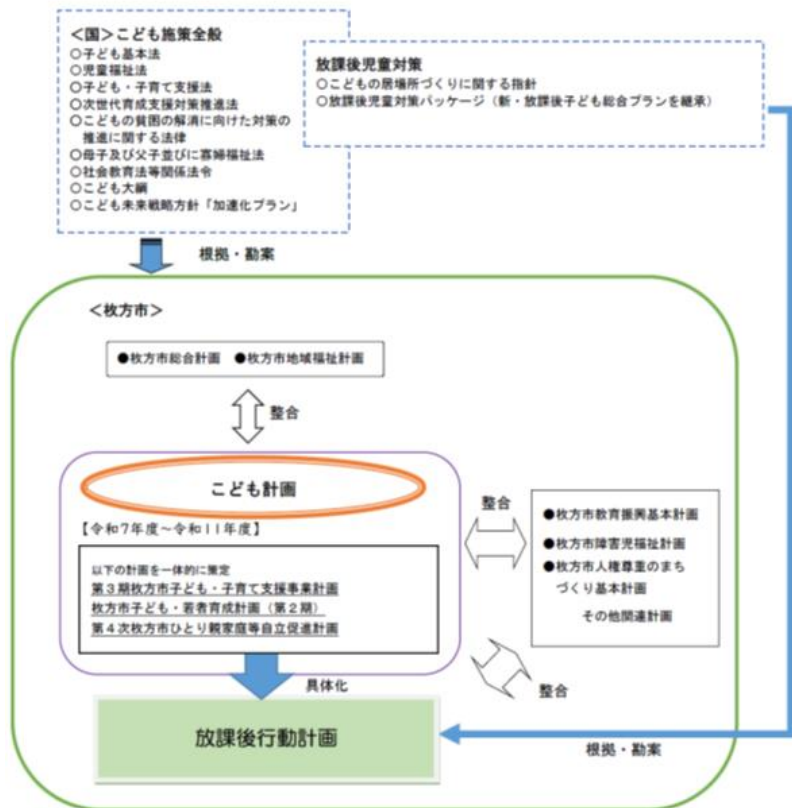 ＜国＞こども施策全般
○子ども基本法
○児童福祉法
○子ども・子育て支援法
○次世代育成支援対策推進法
○こどもの貧困の解消に向けた対策の
推進に関する法律
○母子及び父子並びに寡婦福祉法
○社会教育法等関係法令
○こども大綱
○こども未来戦略方針「加速化プラン」
放課後児童対策
○こどもの居場所づくりに関する指針
○放課後児童対策パッケージ（新・放課後子ども総合プランを継承）
根拠・勘案
＜枚方市＞
●枚方市総合計画　●枚方市地域福祉計画
整合
こども計画
【令和7年度～令和11年度】
以下の計画を一体的に策定
第3期枚方市子ども・子育て支援事業計画
枚方市子ども・若者育成計画（第2期）
第4次枚方市ひとり親家庭等自立促進計画
整合
●枚方市教育振興基本計画
●枚方市障害児福祉計画
●枚方市人権尊重のまち
づくり基本計画
その他関連計画
具体化
整合
放課後行動計画
根拠・勘案